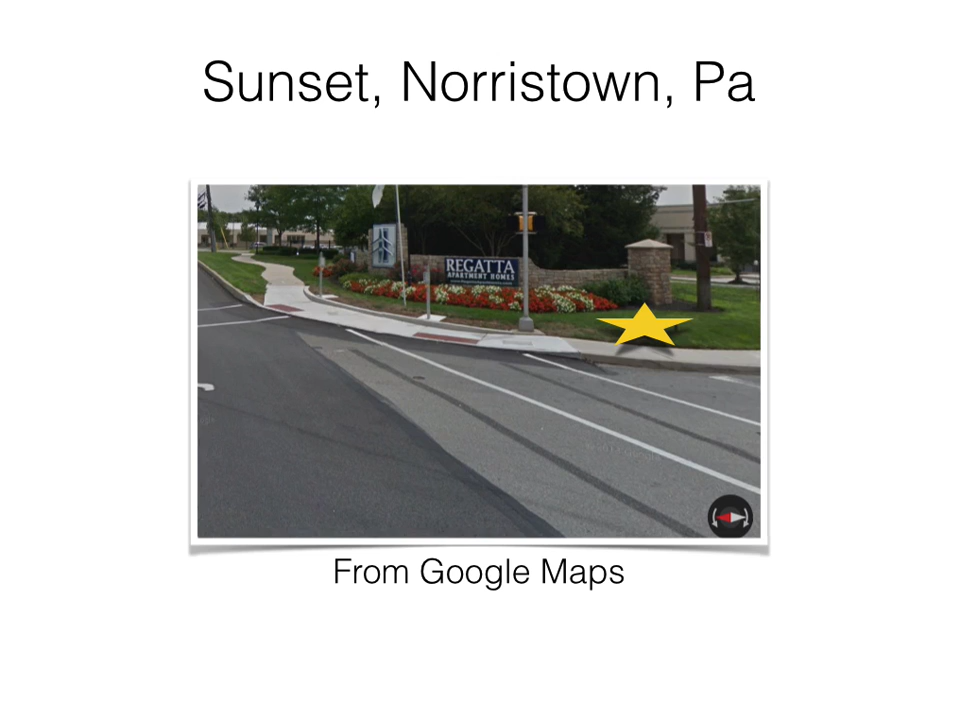 Sunset, Norristown, Pa
REGATTA
APARTMENT HOMES
From Google Maps